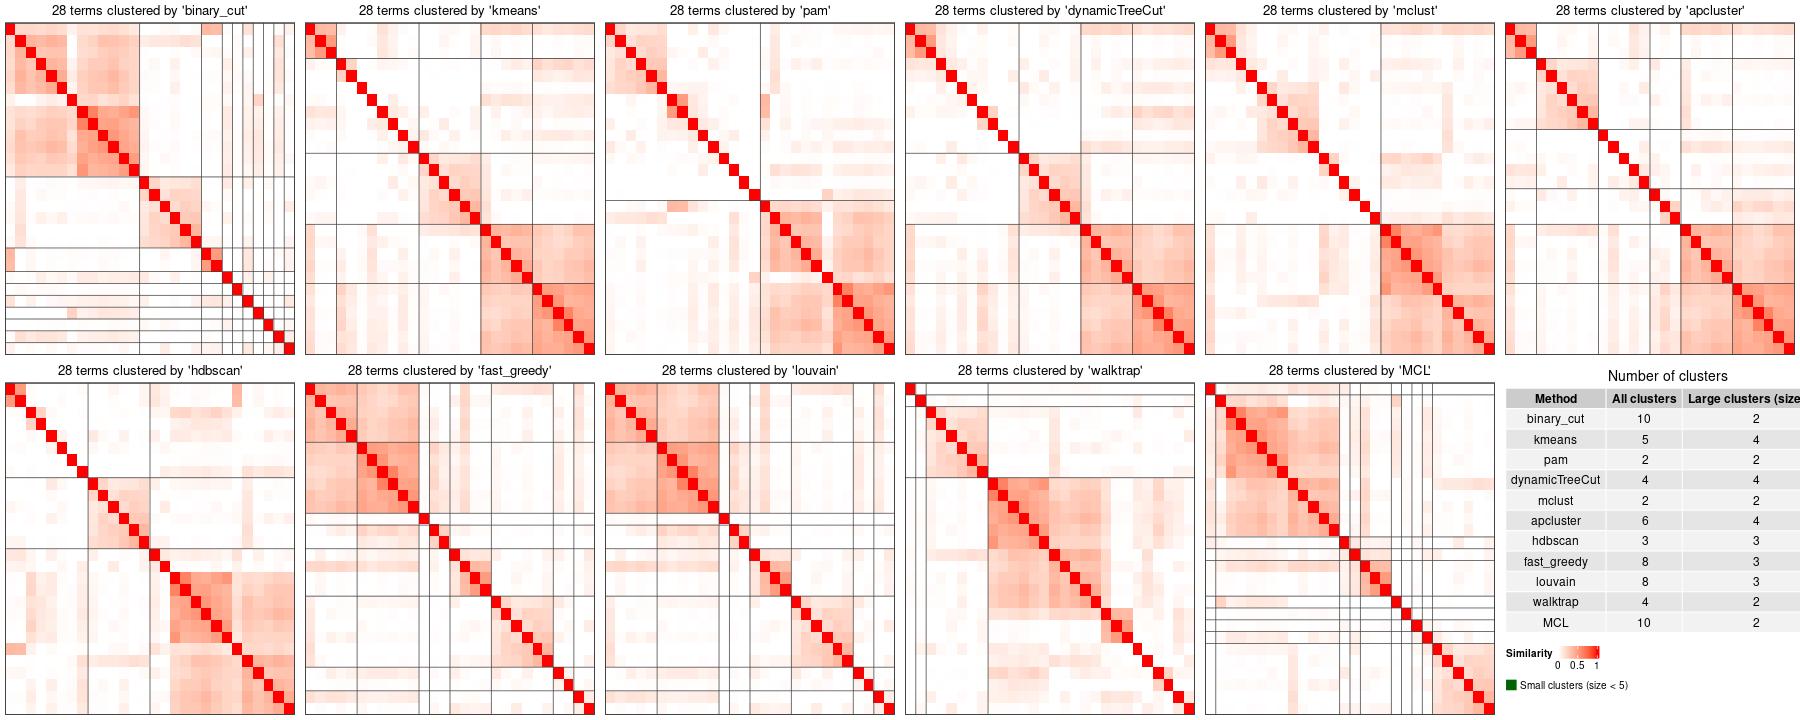 28 terms clustered by 'binary_cut'
28 terms clustered by 'kmeans'
28 terms clustered by 'pam'
28 terms clustered by 'dynamicTreeCut'
28 terms clustered by 'mclust'
28 terms clustered by 'apcluster'
28 terms clustered by 'hdbscan'
28 terms clustered by 'fast_greedy'
28 terms clustered by 'louvain'
28 terms clustered by 'walktrap'
28 terms clustered by 'MCL'
Number of clusters
Method All clusters Large clusters (size
binary_cut 10 2
kmeans 5 4
pam 2 2
dynamicTreeCut 4 4
mclust 2 2
apcluster 6 4
hdbscan 3 3
fast_greedy 8 3
louvain 8 3
walktrap 4 2
MCL 10 2
Similarity
0 0.5 1
Small clusters (size < 5)